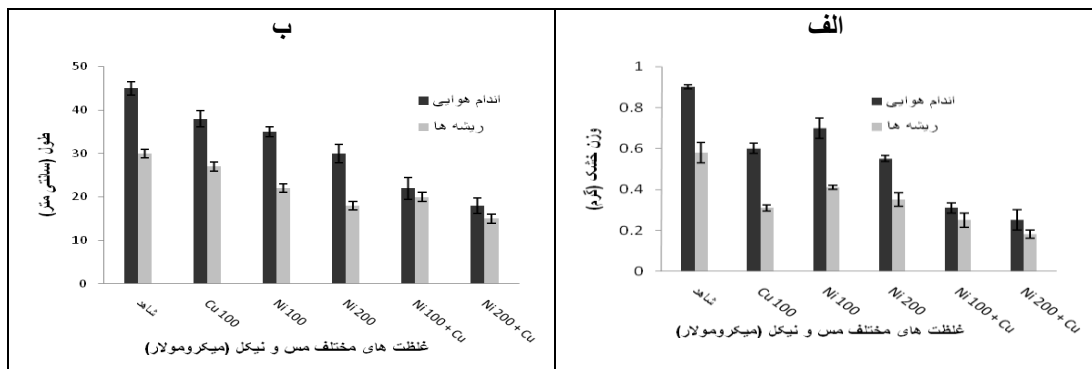 الف
1
0.8
0.6
0.4
0.2
0
وزن خشک (گرم)
اندام هوایی
ریشه ها
شاهد
Cu 100
Ni 100
Ni 200
Ni 100 + Cu
Ni 200 + Cu
غلظت های مختلف مس و نیکل (میکرومولار)
ب
50
40
30
20
10
0
طول (سانتی متر)
اندام هوایی
ریشه ها
شاهد
Cu 100
Ni 100
Ni 200
Ni 100 + Cu
Ni 200 + Cu
غلظت های مختلف مس و نیکل (میکرومولار)